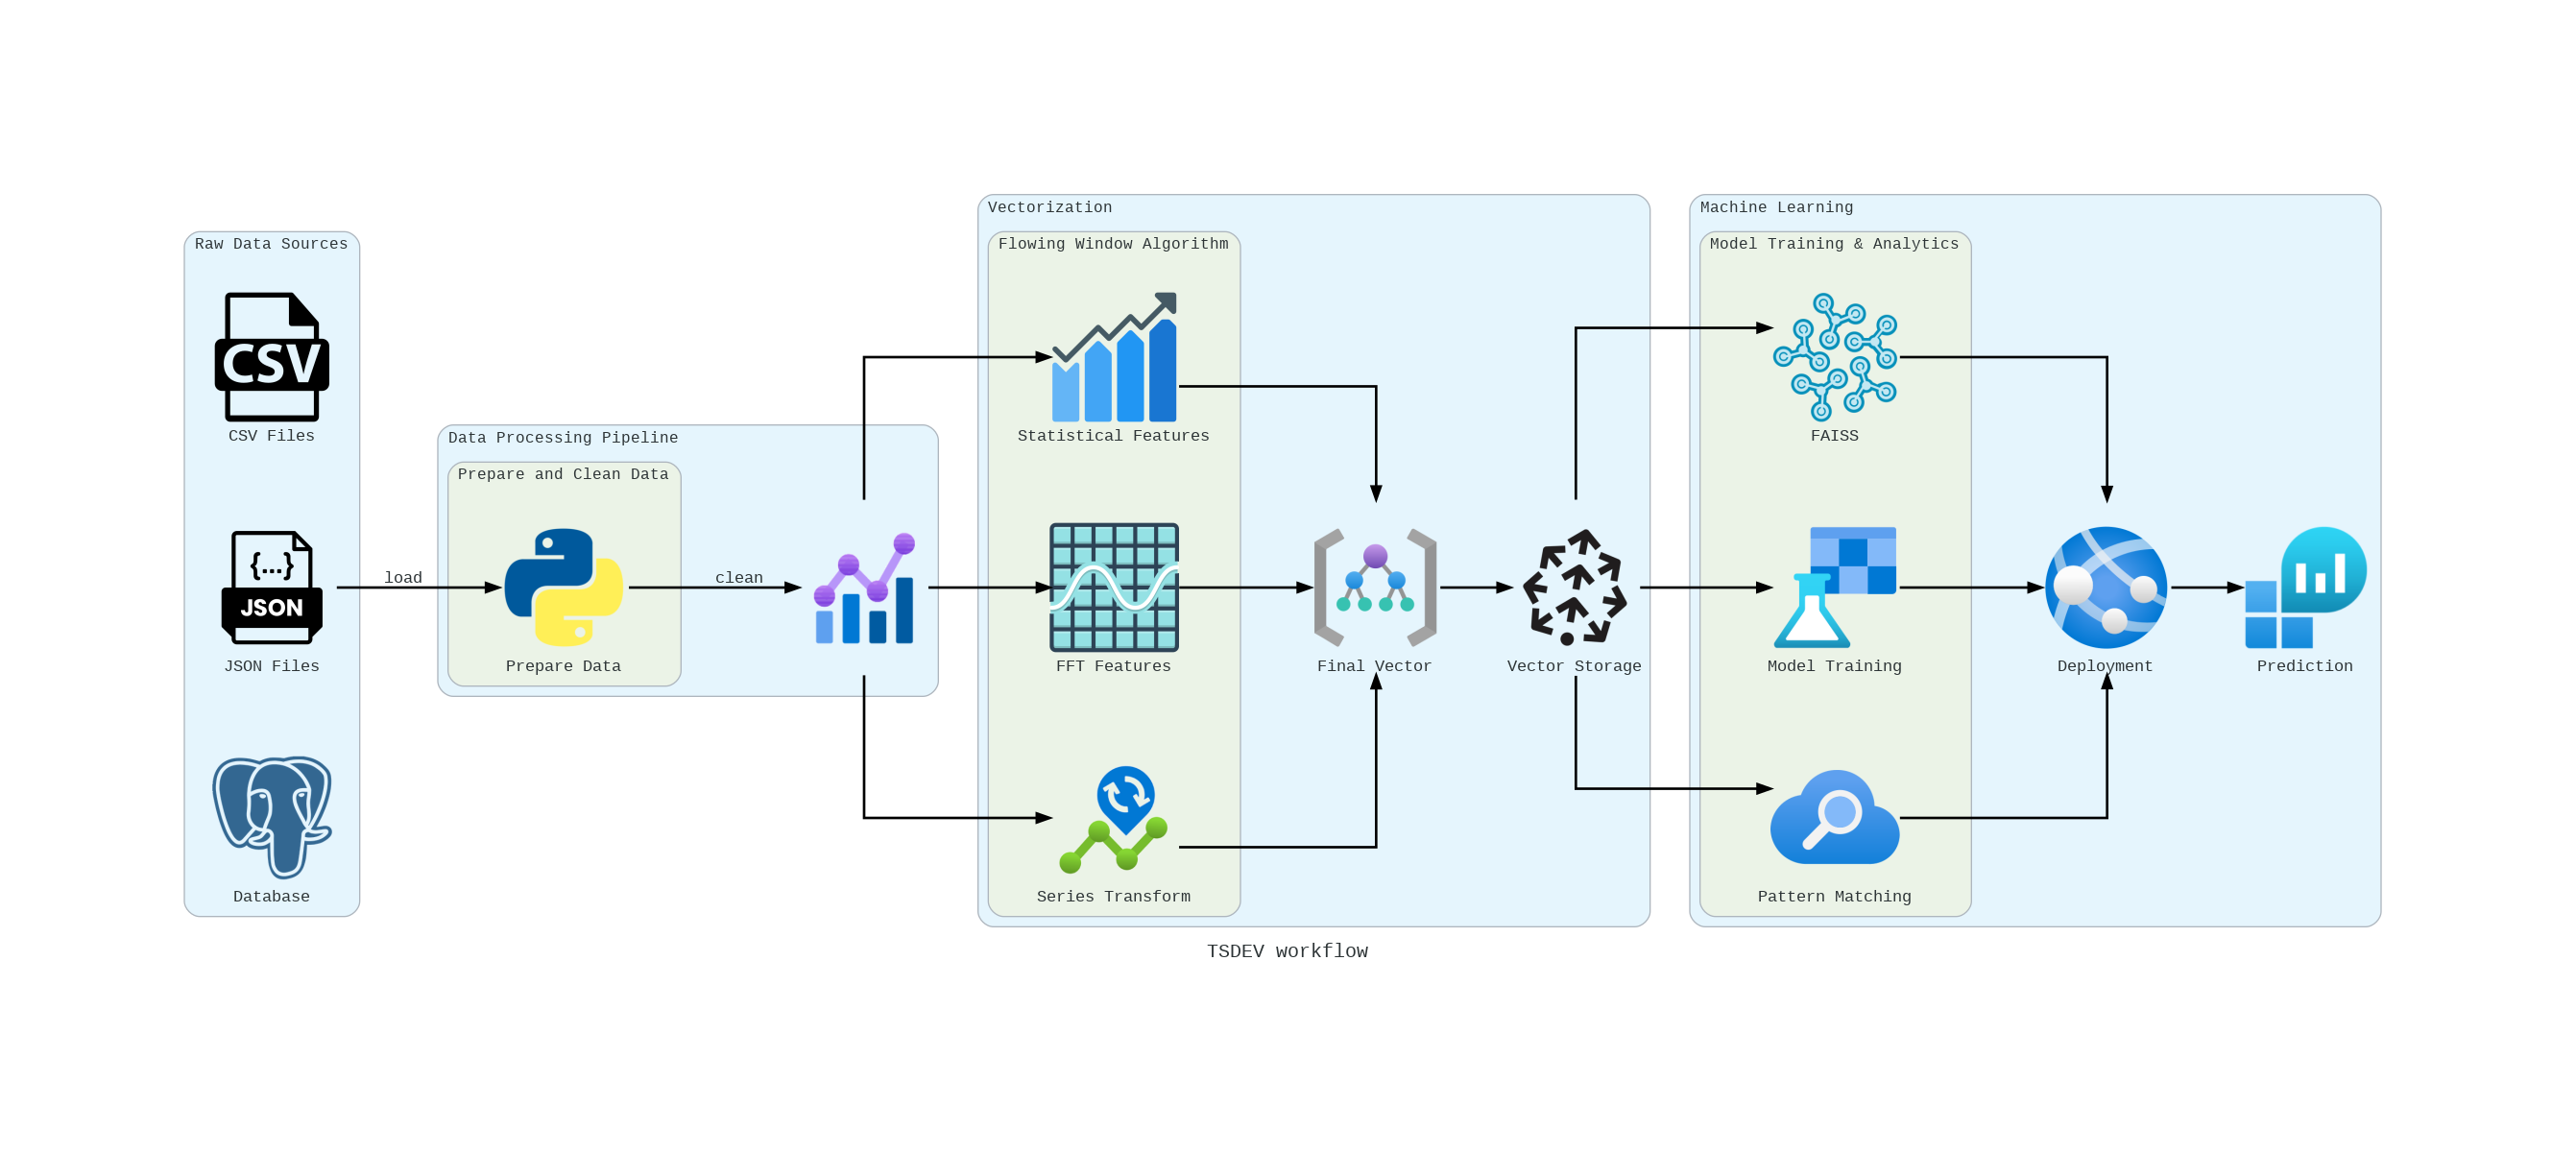 Raw Data Sources
CSV
CSV Files
{...}
JSON
JSON Files
Database
load
Data Processing Pipeline
Prepare and Clean Data
Prepare Data
clean
Vectorization
Flowing Window Algorithm
Statistical Features
FFT Features
Series Transform
Final Vector
Vector Storage
Machine Learning
Model Training & Analytics
FAISS
Model Training
Pattern Matching
Deployment
Prediction
TSDEV workflow